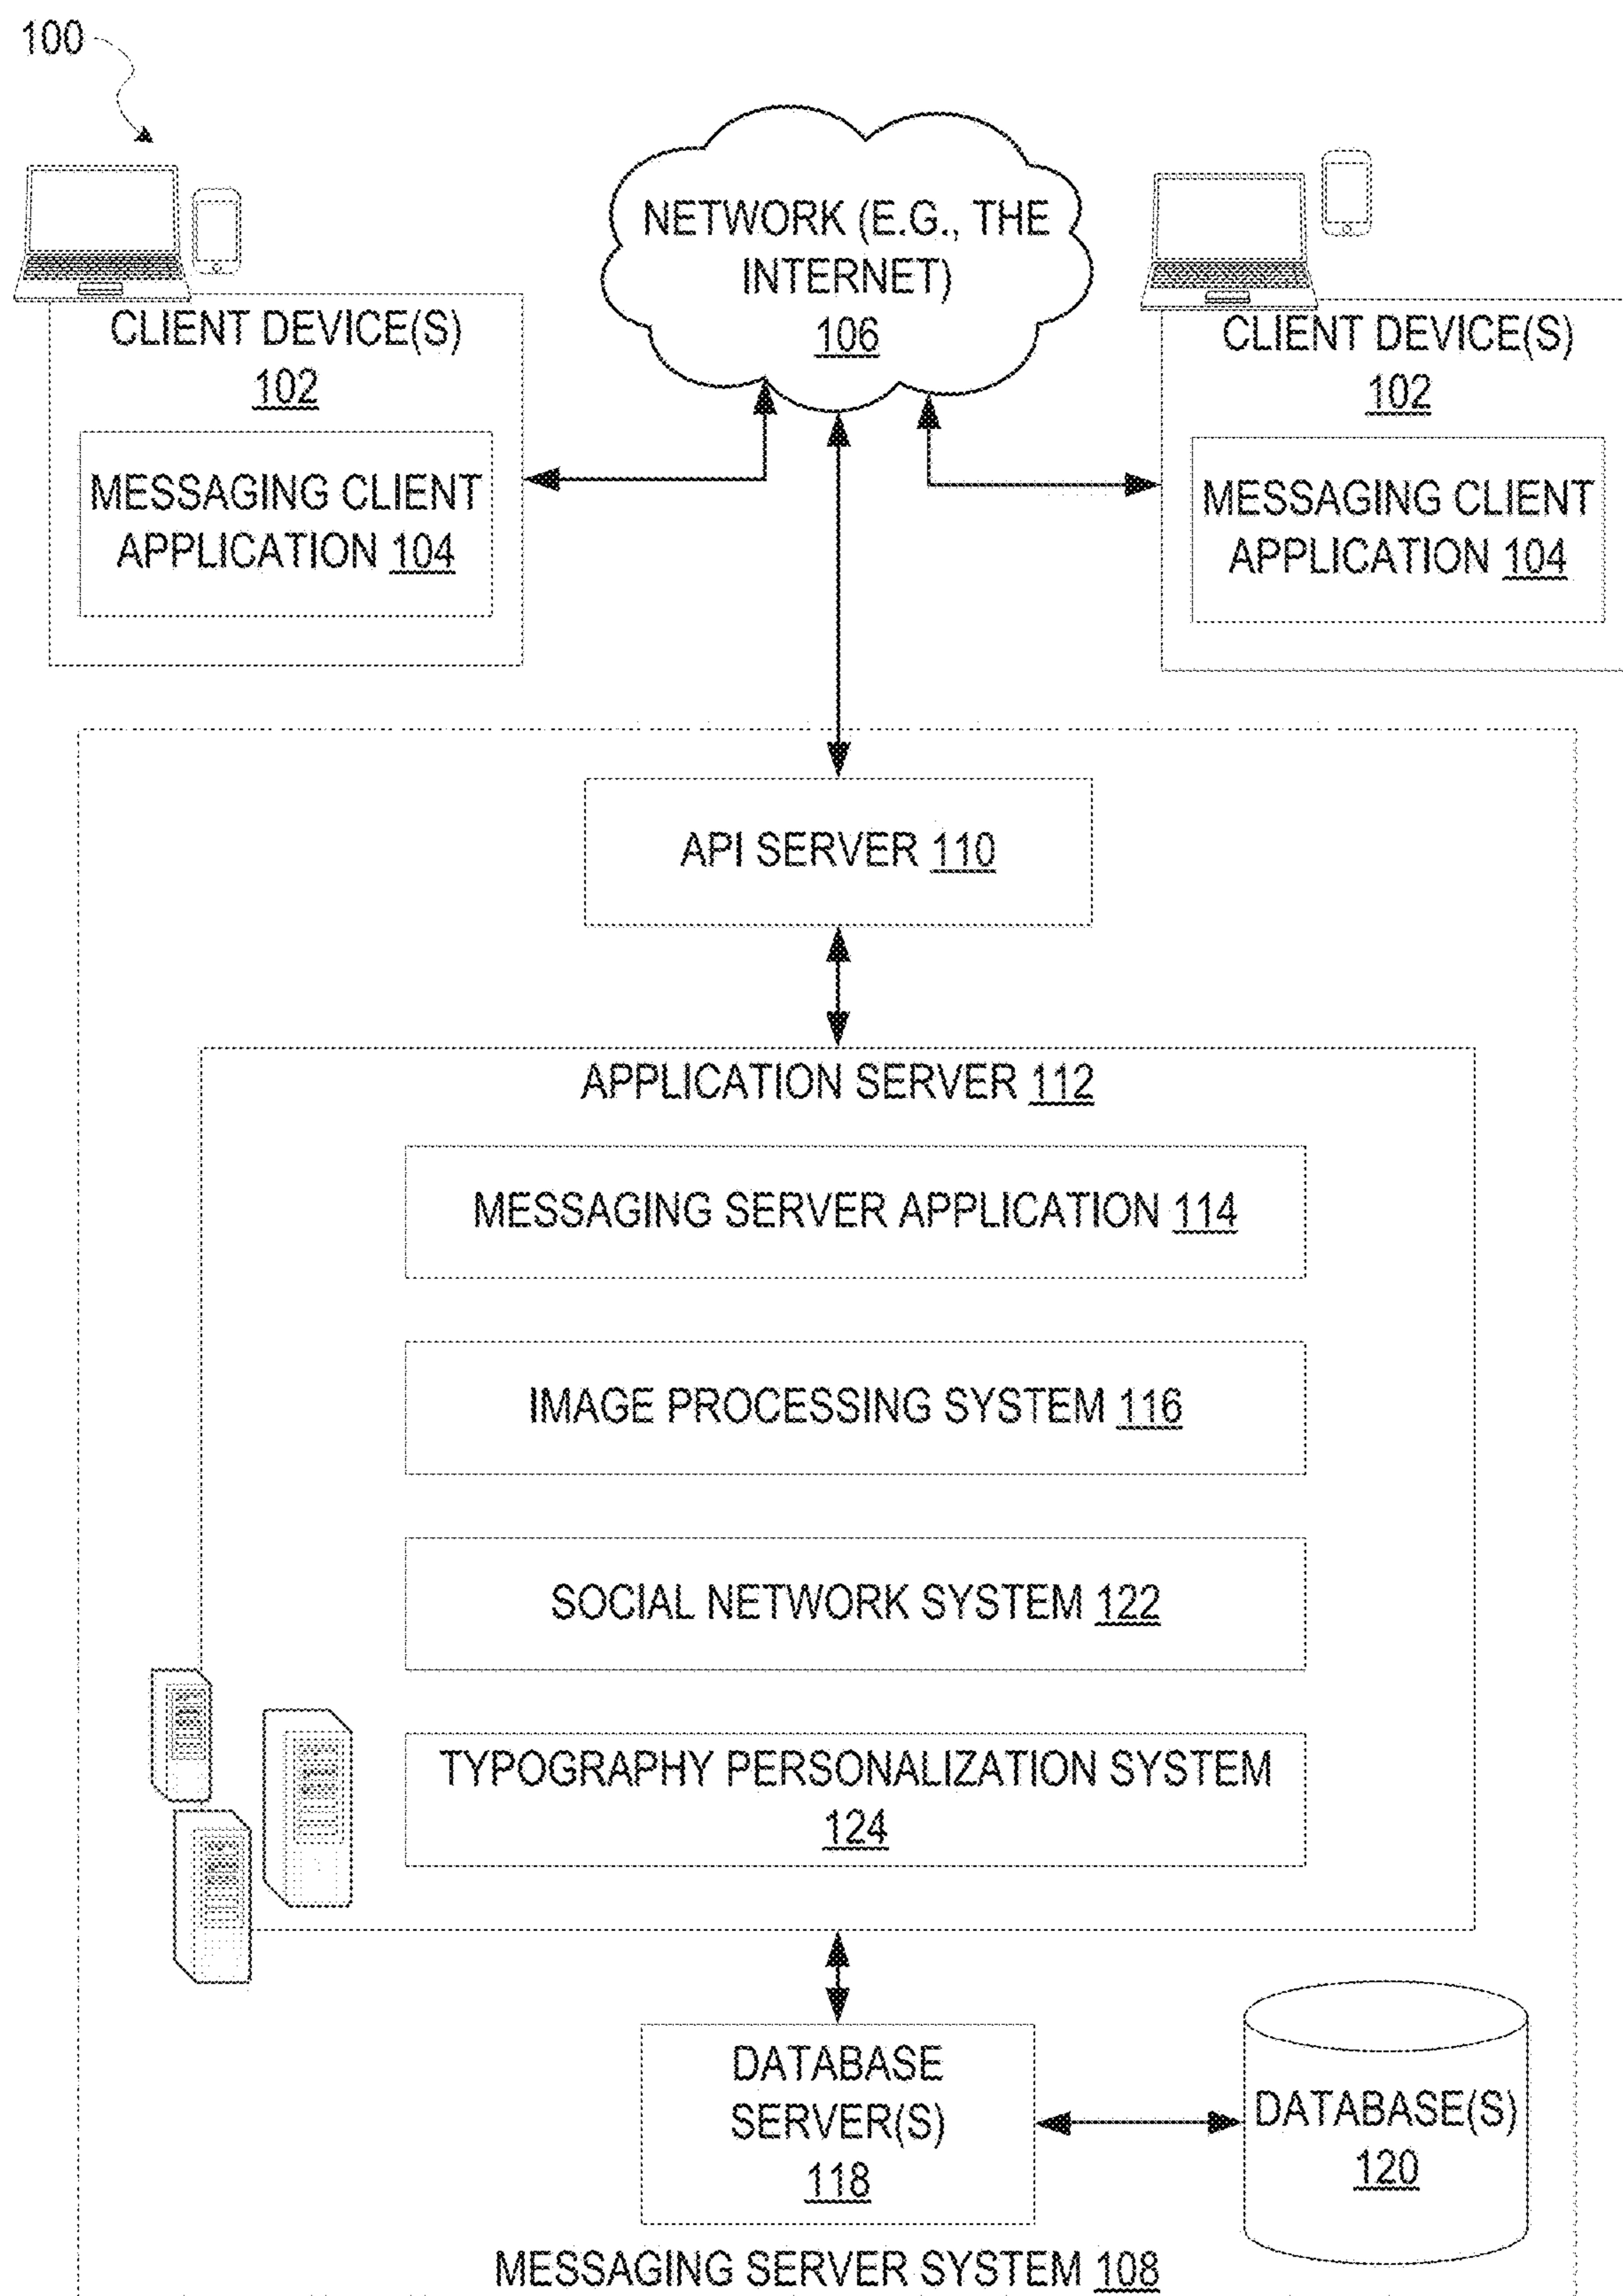 100
NETWORK (E.G., THE
INTERNET)
106
CLIENT DEVICE(S)
102
MESSAGING CLIENT
APPLICATION 104
CLIENT DEVICE(S)
102
MESSAGING CLIENT
APPLICATION 104
API SERVER 110
APPLICATION SERVER 112
MESSAGING SERVER APPLICATION 114
IMAGE PROCESSING SYSTEM 116
SOCIAL NETWORK SYSTEM 122
TYPOGRAPHY PERSONALIZATION SYSTEM
124
DATABASE
SERVER(S)
118
DATABASE(S)
120
MESSAGING SERVER SYSTEM 108